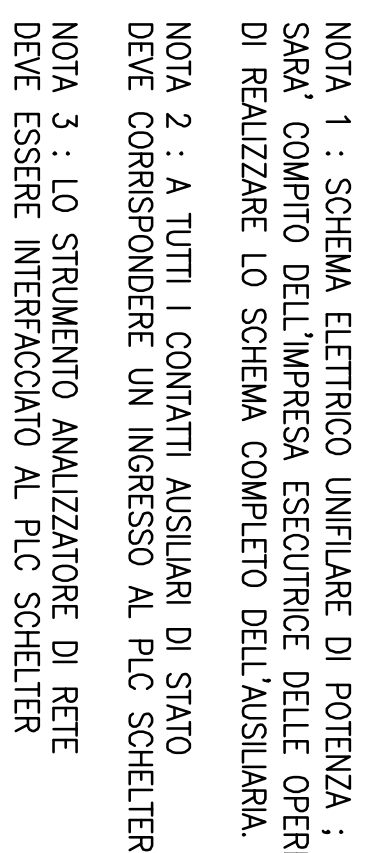 NOTA 1 : SCHEMA ELETTRICO UNIFILARE DI POTENZA ;
SARA' COMPITO DELL'IMPRESA ESECUTRICE DELLE OPER
DI REALIZZARE LO SCHEMA COMPLETO DELL'AUSILIARIA.
NOTA 2 : A TUTTI I CONTATTI AUSILIARI DI STATO
DEVE CORRISPONDERE UN INGRESSO AL PLC SCHELTER
NOTA 3 : LO STRUMENTO ANALIZZATORE DI RETE
DEVE ESSERE INTERFACCIATO AL PLC SCHELTER